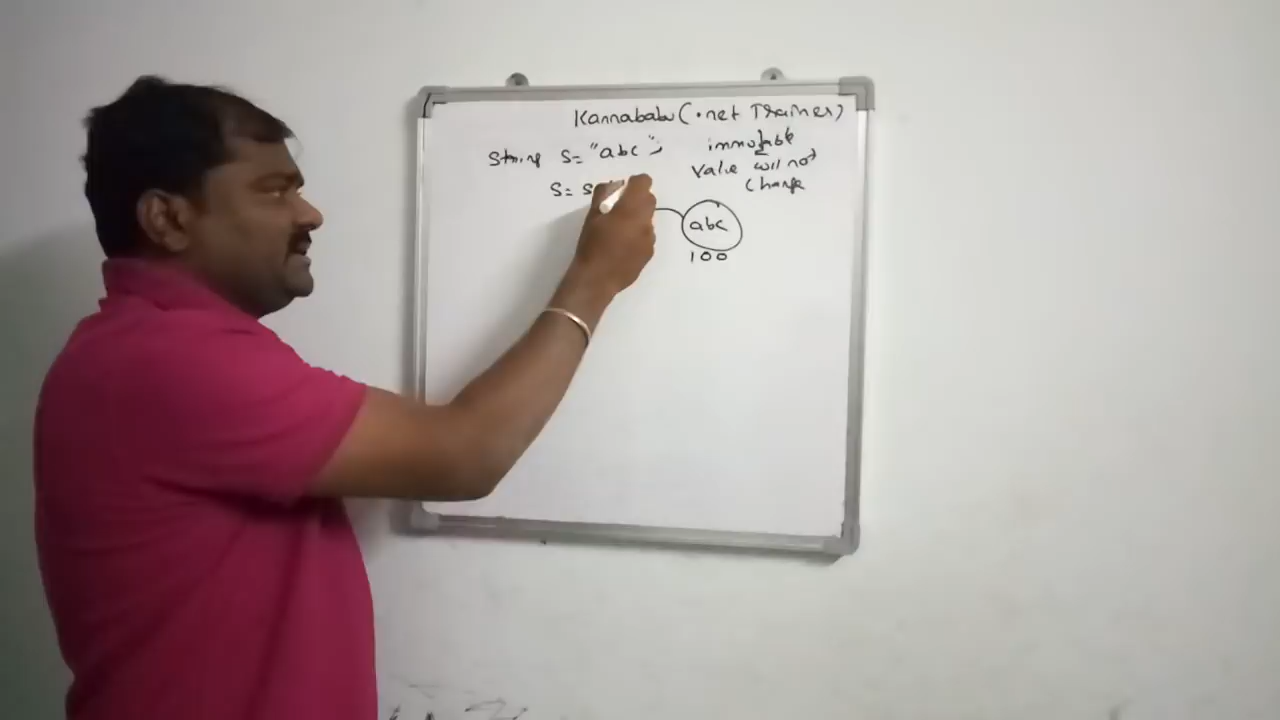 Kannababu (.net Trainer)
String S= "abc";
immutable
value will not
change
S= S
abc
100